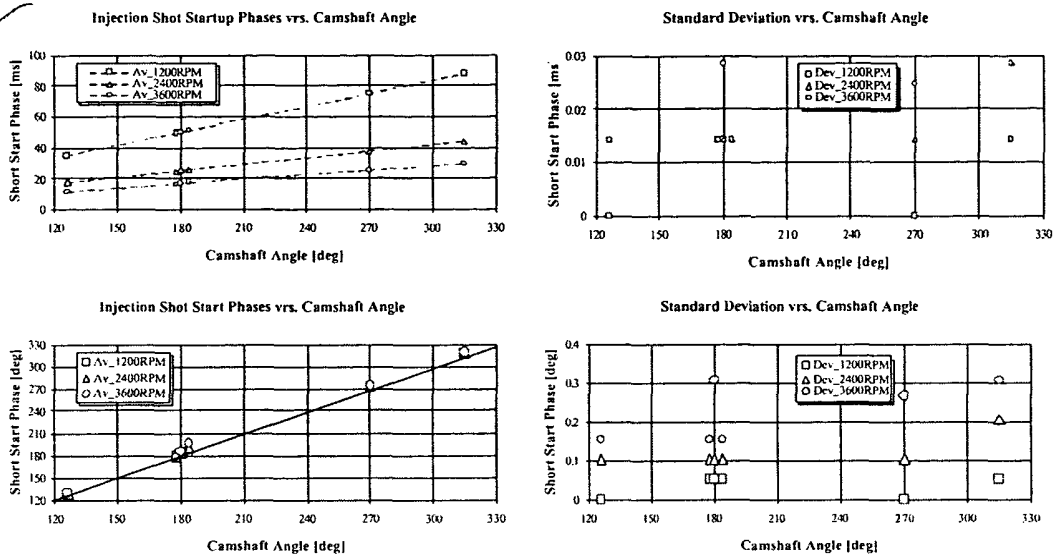 Injection Shot Startup Phases vrs. Camshaft Angle
Short Start Phase [ms]
100
80
60
40
20
0
Av_1200RPM
Av_2400RPM
Av_3600RPM
120 150 180 210 240 270 300 330
Camshaft Angle [deg]
Standard Deviation vrs. Camshaft Angle
Short Start Phase [ms
0.03
0.02
0.01
0
Dev_1200RPM
Dev_2400RPM
Dev_3600RPM
120 150 180 210 240 270 300 330
Camshaft Angle [deg]
Injection Shot Start Phases vrs. Camshaft Angle
Short Start Phase [deg]
330
300
270
240
210
180
150
120
Av_1200RPM
Av_2400RPM
Av_3600RPM
120 150 180 210 240 270 300 330
Camshaft Angle [deg]
Standard Deviation vrs. Camshaft Angle
Short Start Phase [deg]
0.4
0.3
0.2
0.1
0
Dev_1200RPM
Dev_2400RPM
Dev_3600RPM
120 150 180 210 240 270 300 330
Camshaft Angle [deg]